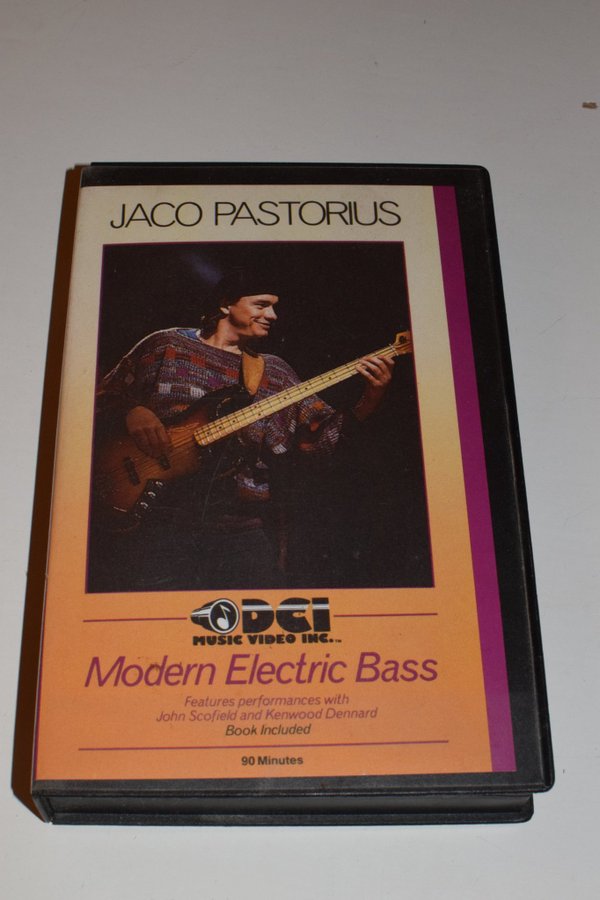 JACO PASTORIUS
DCI
MUSIC VIDEO INC.™
Modern Electric Bass
Features performances with
John Scofield and Kenwood Dennard
Book Included
90 Minutes